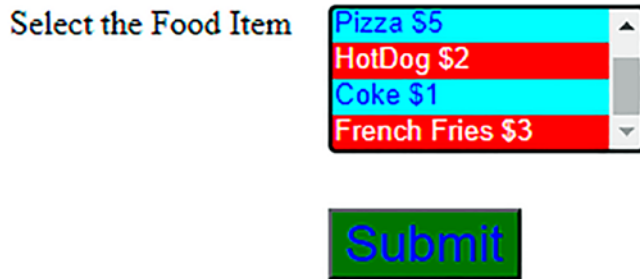 Select the Food Item
Pizza $5
HotDog $2
Coke $1
French Fries $3
Submit